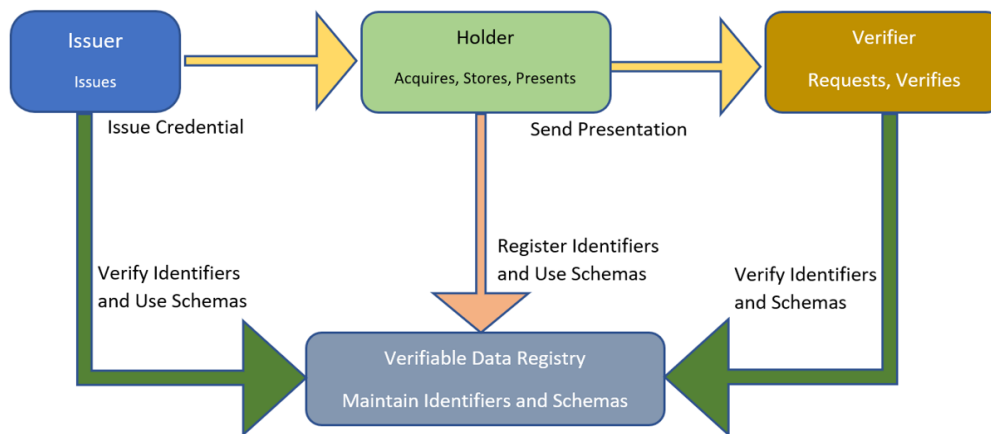 Issuer
Issues
Holder
Acquires, Stores, Presents
Verifier
Requests, Verifies
Issue Credential
Send Presentation
Verify Identifiers
and Use Schemas
Register Identifiers
and Use Schemas
Verify Identifiers
and Schemas
Verifiable Data Registry
Maintain Identifiers and Schemas